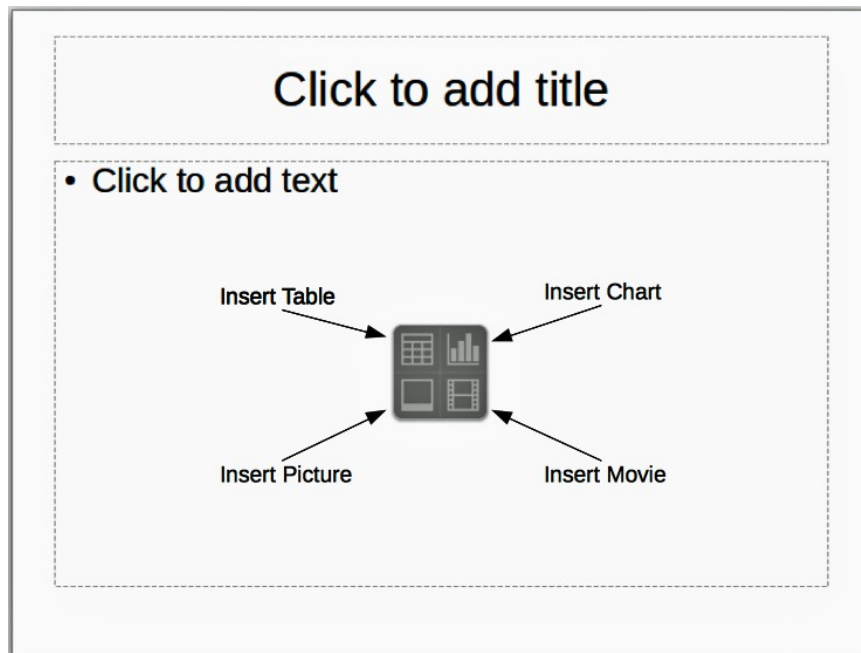 Click to add title
• Click to add text
Insert Table
Insert Chart
Insert Picture
Insert Movie